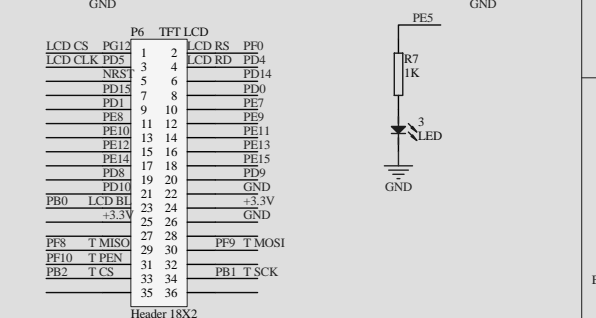 GND
GND
PE5
P6 TFT LCD
LCD CS PG12 1 2 LCD RS PF0
LCD CLK PD5 3 4 LCD RD PD4
NRST 5 6 PD14
PD15 7 8 PD0
PD1 9 10 PE7
PE8 11 12 PE9
PE10 13 14 PE11
PE12 15 16 PE13
PE14 17 18 PE15
PD8 19 20 PD9
PD10 21 22 GND
PB0 LCD BL 23 24 +3.3V
+3.3V 25 26 GND
27 28
PF8 T MISO 29 30 PF9 T MOSI
PF10 T PEN 31 32
PB2 T CS 33 34 PB1 T SCK
35 36
Header 18X2
R7
1K
3
LED
GND